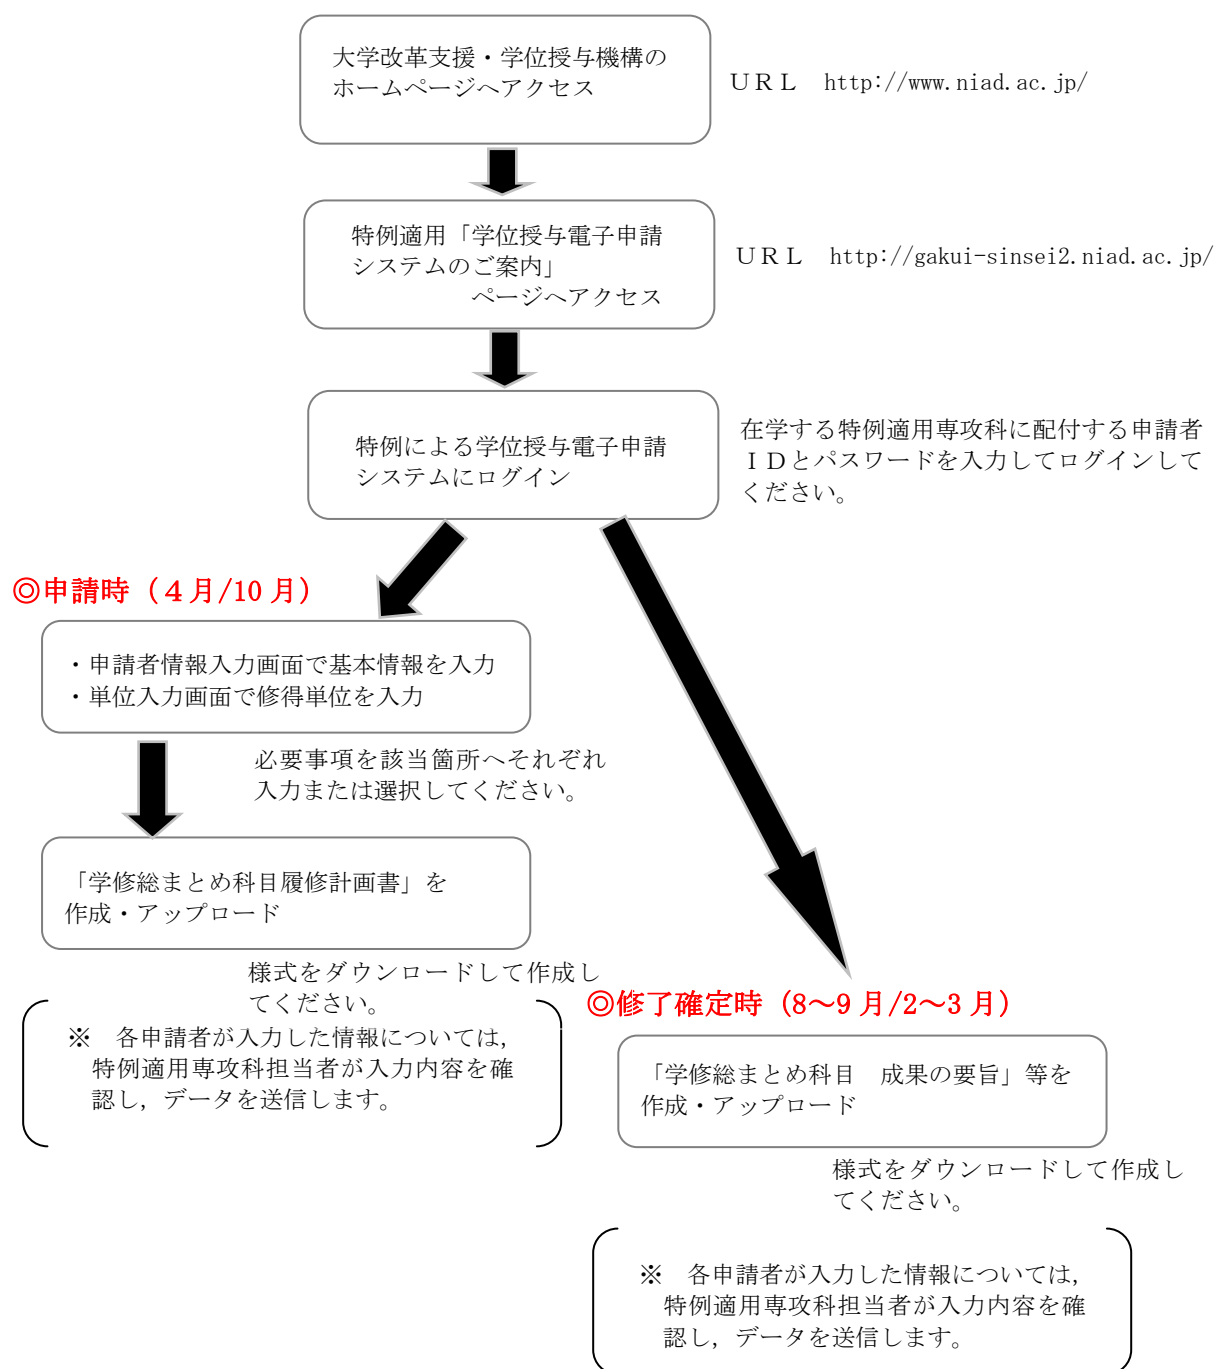 大学改革支援・学位授与機構の
ホームページへアクセス
ＵＲＬ　http://www.niad.ac.jp/
特例適用「学位授与電子申請
システムのご案内」
ページへアクセス
ＵＲＬ　http://gakui-sinsei2.niad.ac.jp/
特例による学位授与電子申請
システムにログイン
在学する特例適用専攻科に配付する申請者
ＩＤとパスワードを入力してログインして
ください。
◎申請時（４月/10 月）
・申請者情報入力画面で基本情報を入力
・単位入力画面で修得単位を入力
必要事項を該当箇所へそれぞれ
入力または選択してください。
「学修総まとめ科目履修計画書」を
作成・アップロード
様式をダウンロードして作成し
てください。
※　各申請者が入力した情報については，
特例適用専攻科担当者が入力内容を確
認し，データを送信します。
◎修了確定時（8～9 月/2～3 月）
「学修総まとめ科目　成果の要旨」等を
作成・アップロード
様式をダウンロードして作成し
てください。
※　各申請者が入力した情報については，
特例適用専攻科担当者が入力内容を確
認し，データを送信します。